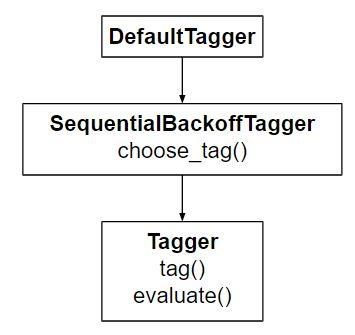 DefaultTagger
SequentialBackoffTagger
choose_tag()
Tagger
tag()
evaluate()